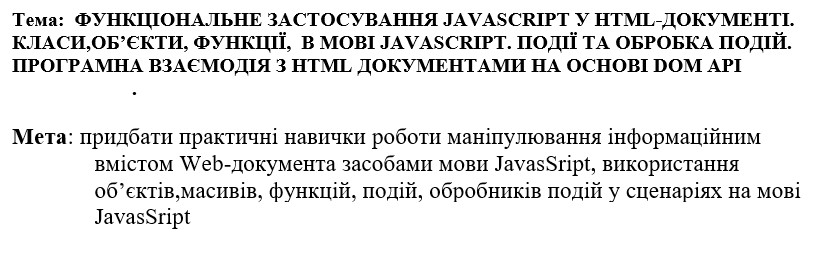 Тема: ФУНКЦІОНАЛЬНЕ ЗАСТОСУВАННЯ JAVASCRIPT У HTML-ДОКУМЕНТІ.
КЛАСИ,ОБ’ЄКТИ, ФУНКЦІЇ, В МОВІ JAVASCRIPT. ПОДІЇ ТА ОБРОБКА ПОДІЙ.
ПРОГРАМНА ВЗАЄМОДІЯ З HTML ДОКУМЕНТАМИ НА ОСНОВІ DOM API
.
Мета: придбати практичні навички роботи маніпулювання інформаційним
вмістом Web-документа засобами мови JavasSript, використання
об’єктів,масивів, функцій, подій, обробників подій у сценаріях на мові
JavasSript